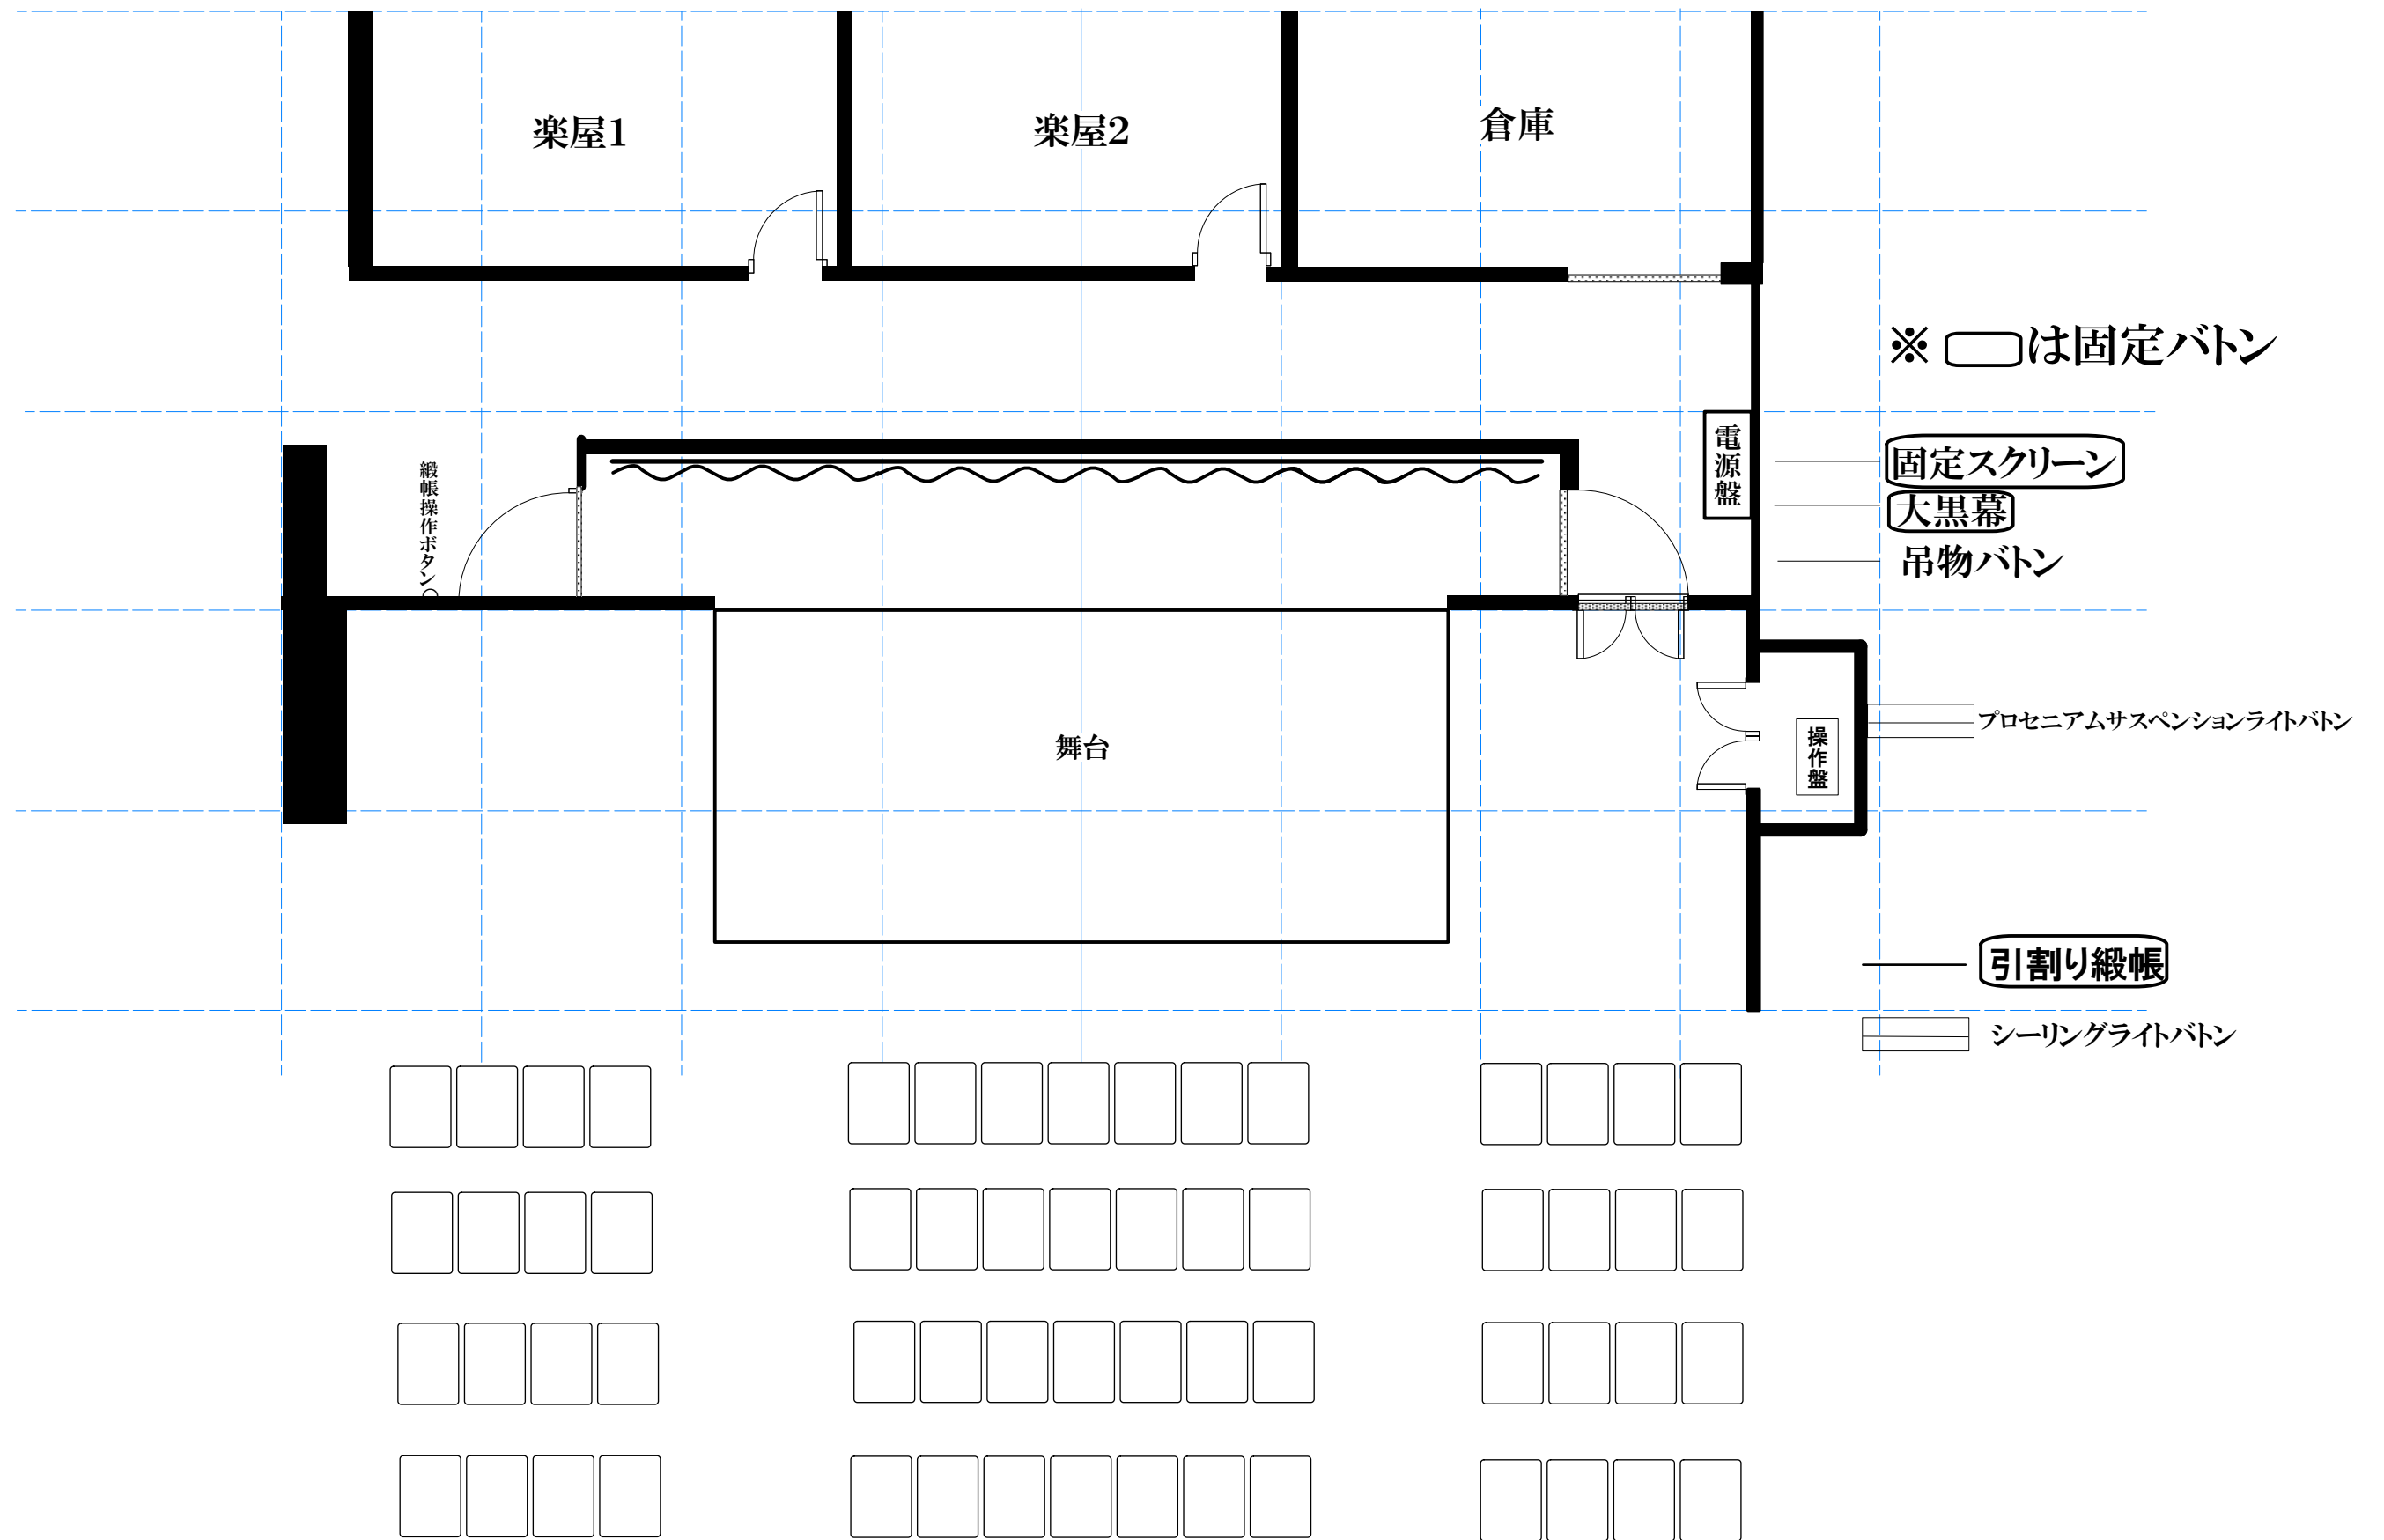 楽屋1
楽屋2
倉庫
※ は固定バトン
電源盤
固定スクリーン
大黒幕
吊物バトン
緞帳操作ボタン
舞台
操作盤
プロセニアムサスペンションライトバトン
引割り緞帳
シーリングライトバトン